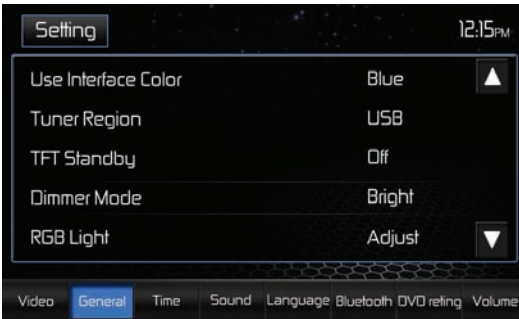 Setting 12:15PM
Use Interface Color Blue
Tuner Region USB
TFT Standby Off
Dimmer Mode Bright
RGB Light Adjust
Video General Time Sound Language Bluetooth DVD reting Volume